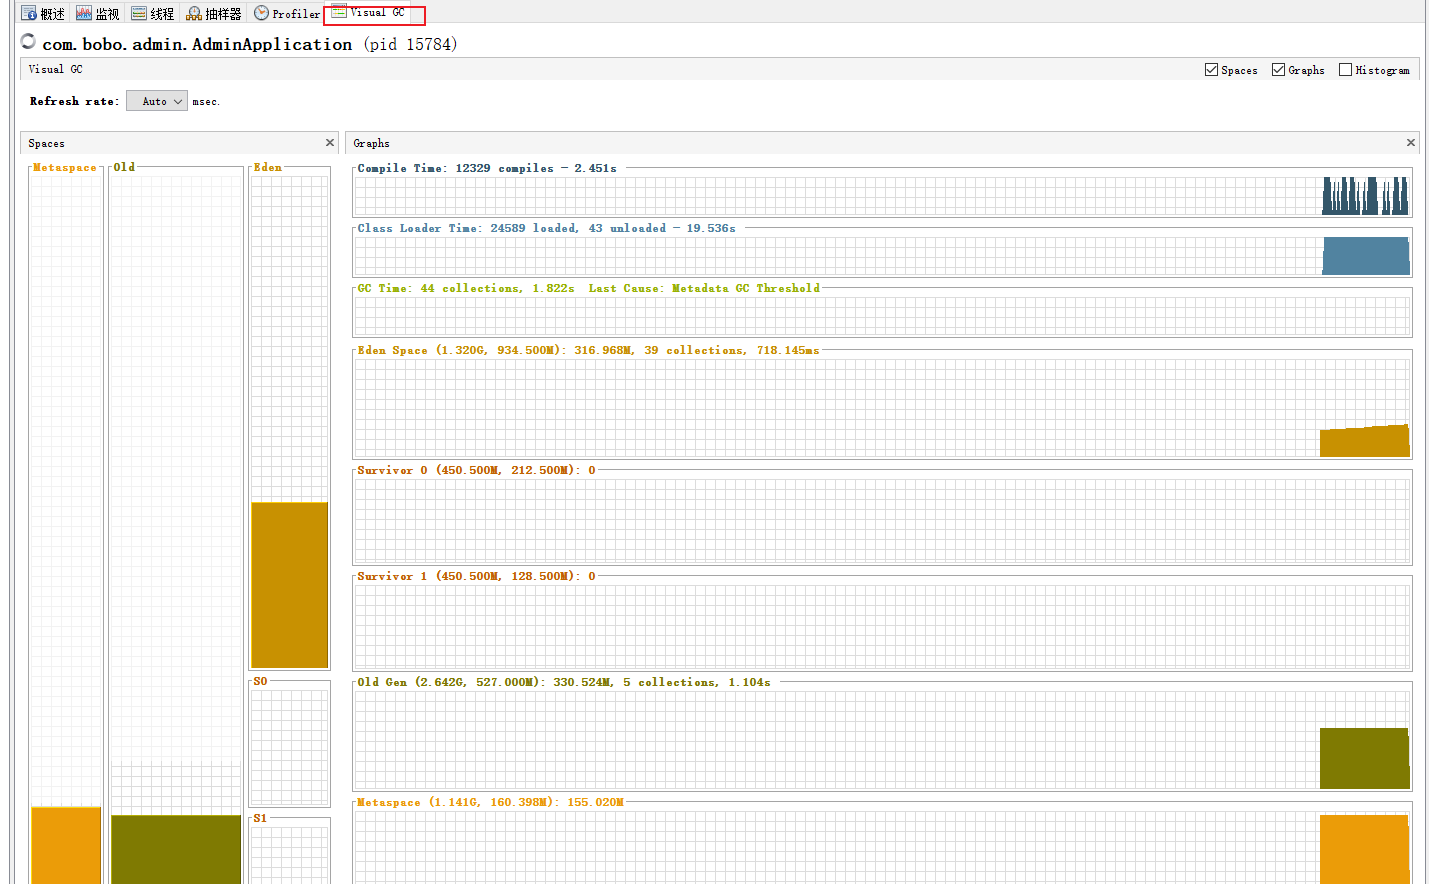 概述 监视 线程 抽样器 Profiler Visual GC
com.bobo.admin.AdminApplication (pid 15784)
Visual GC Spaces Graphs Histogram
Refresh rate: Auto msec.
Spaces
Graphs
Metaspace Old Eden
S0
S1
Compile Time: 12329 compiles - 2.451s
Class Loader Time: 24589 loaded, 43 unloaded - 19.536s
GC Time: 44 collections, 1.822s Last Cause: Metadata GC Threshold
Eden Space (1.320G, 934.500M): 316.968M, 39 collections, 718.145ms
Survivor 0 (450.500M, 212.500M): 0
Survivor 1 (450.500M, 128.500M): 0
Old Gen (2.642G, 527.000M): 330.524M, 5 collections, 1.104s
Metaspace (1.141G, 160.398M): 155.020M